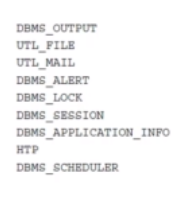 DBMS_OUTPUT
UTL_FILE
UTL_MAIL
DBMS_ALERT
DBMS_LOCK
DBMS_SESSION
DBMS_APPLICATION_INFO
HTP
DBMS_SCHEDULER